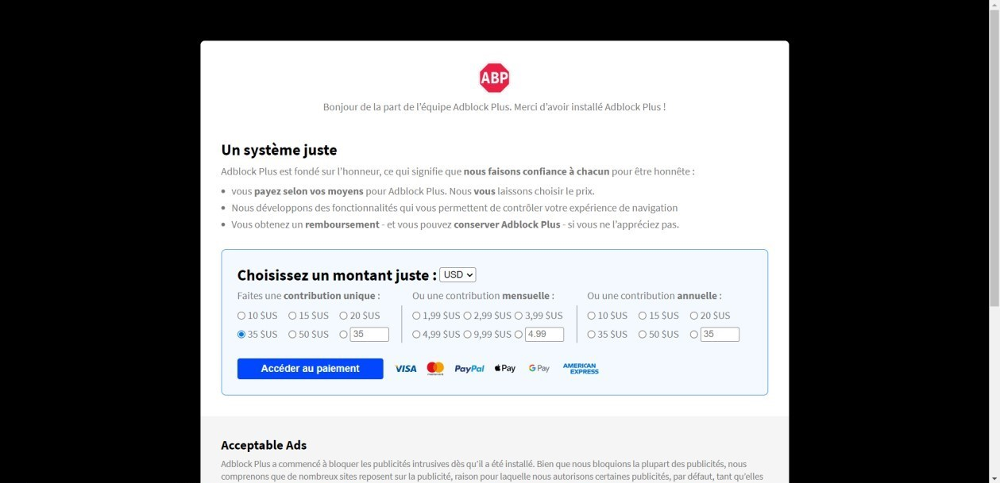 ABP
Bonjour de la part de l’équipe Adblock Plus. Merci d’avoir installé Adblock Plus !
Un système juste
Adblock Plus est fondé sur l’honneur, ce qui signifie que nous faisons confiance à chacun pour être honnête :
• vous payez selon vos moyens pour Adblock Plus. Nous vous laissons choisir le prix.
• Nous développons des fonctionnalités qui vous permettent de contrôler votre expérience de navigation
• Vous obtenez un remboursement - et vous pouvez conserver Adblock Plus - si vous ne l’appréciez pas.
Choisissez un montant juste : USD
Faites une contribution unique :
10 $US 15 $US 20 $US
35 $US 50 $US 35
Ou une contribution mensuelle :
1,99 $US 2,99 $US 3,99 $US
4,99 $US 9,99 $US 4.99
Ou une contribution annuelle :
10 $US 15 $US 20 $US
35 $US 50 $US 35
Accéder au paiement VISA mastercard PayPal Pay G Pay AMERICAN EXPRESS
Acceptable Ads
Adblock Plus a commencé à bloquer les publicités intrusives dès qu’il a été installé. Bien que nous bloquions la plupart des publicités, nous
comprenons que de nombreux sites reposent sur la publicité, raison pour laquelle nous autorisons certaines publicités, par défaut, tant qu’elles